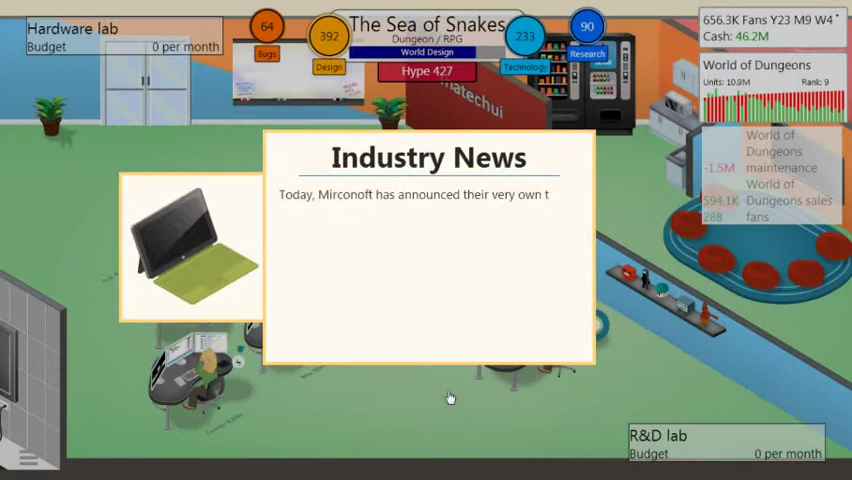 Hardware lab
Budget 0 per month
64
Bugs
392
Design
The Sea of Snakes
Dungeon / RPG
World Design
Hype 427
233
Technology
90
Research
656.3K Fans Y23 M9 W4
Cash: 46.2M
World of Dungeons
Units: 10.9M Rank: 9
World of
Dungeons
-1.5M maintenance
World of
594.1K Dungeons sales
288 fans
Industry News
Today, Mirconoft has announced their very own t
R&D lab
Budget 0 per month